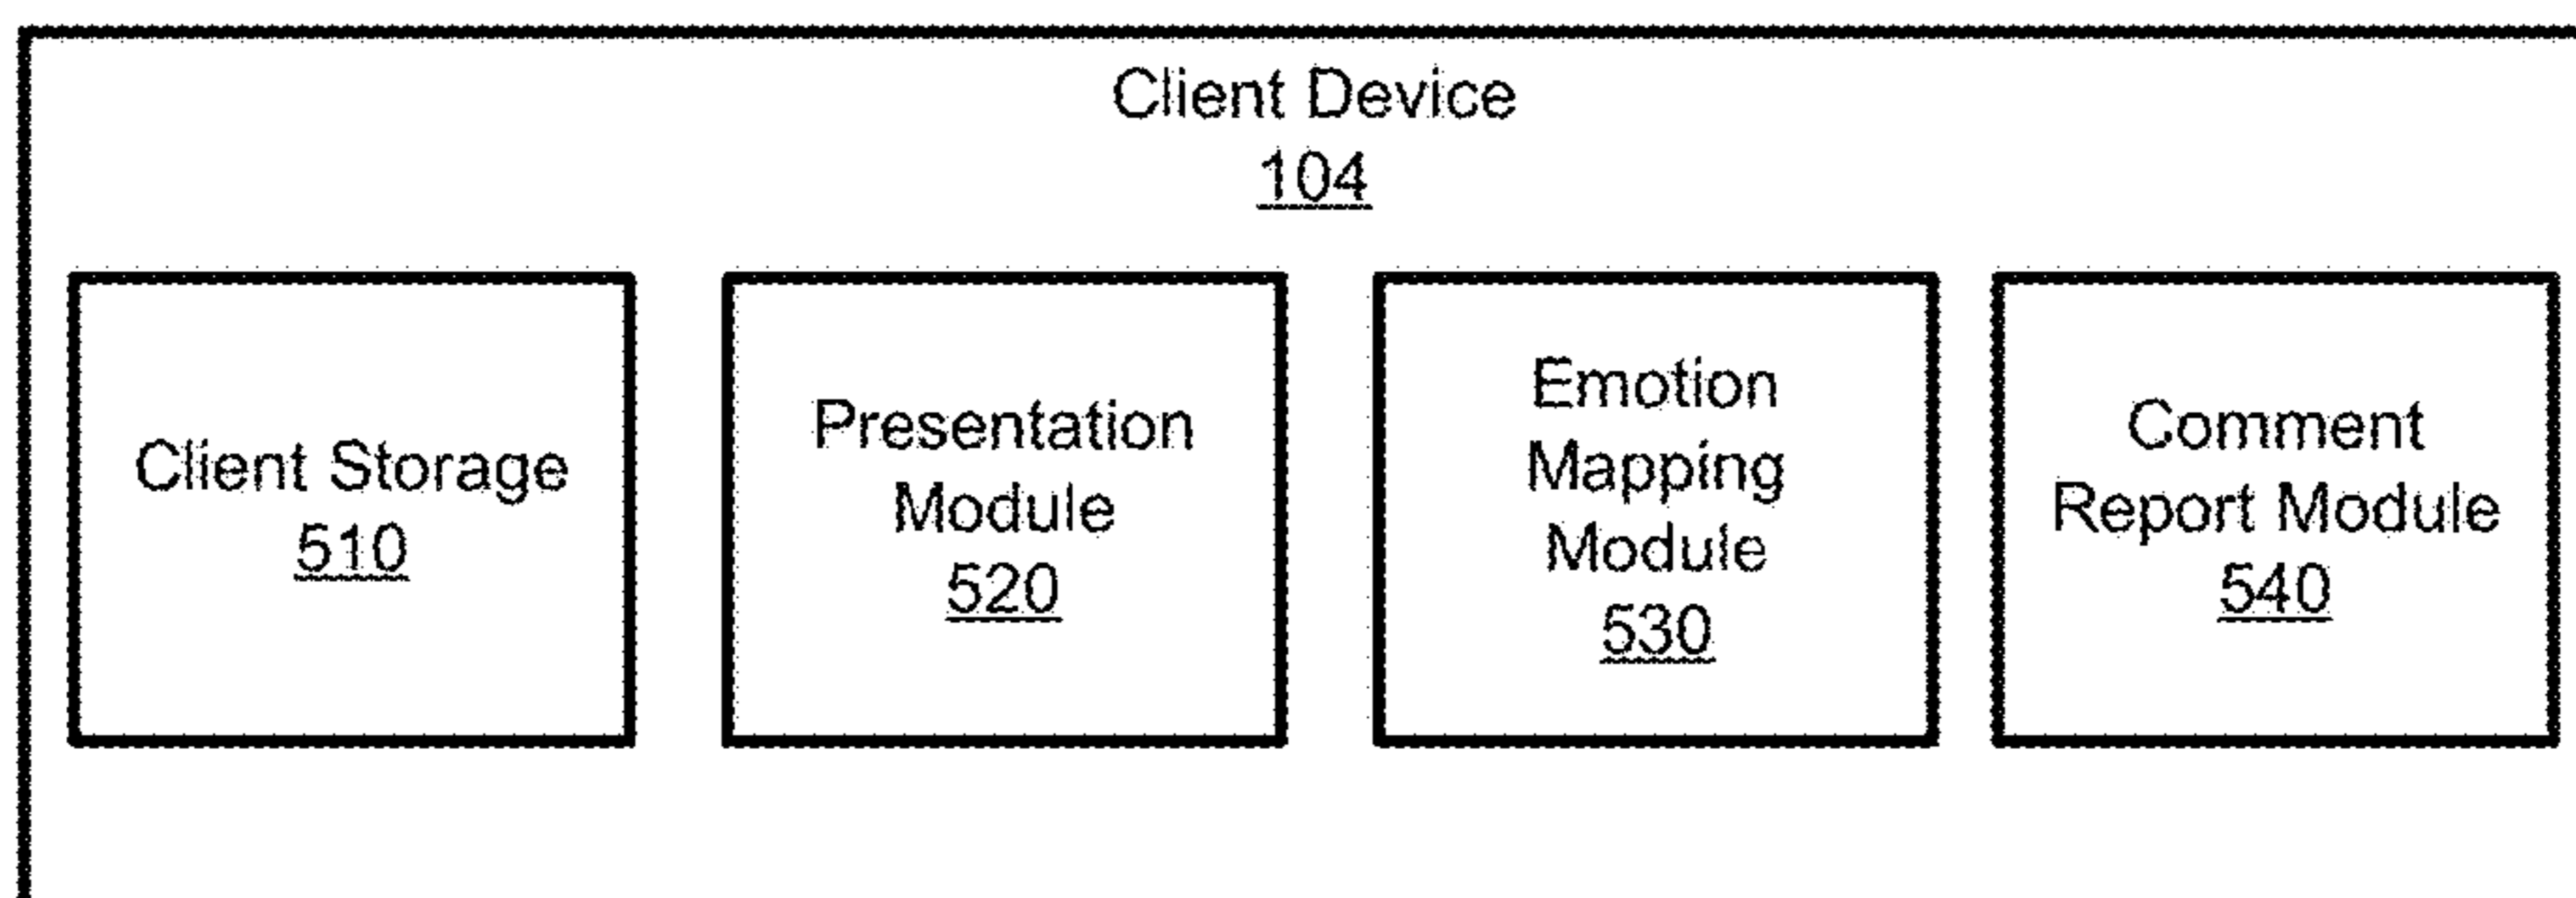 Client Device
104
Client Storage
510
Presentation
Module
520
Emotion
Mapping
Module
530
Comment
Report Module
540